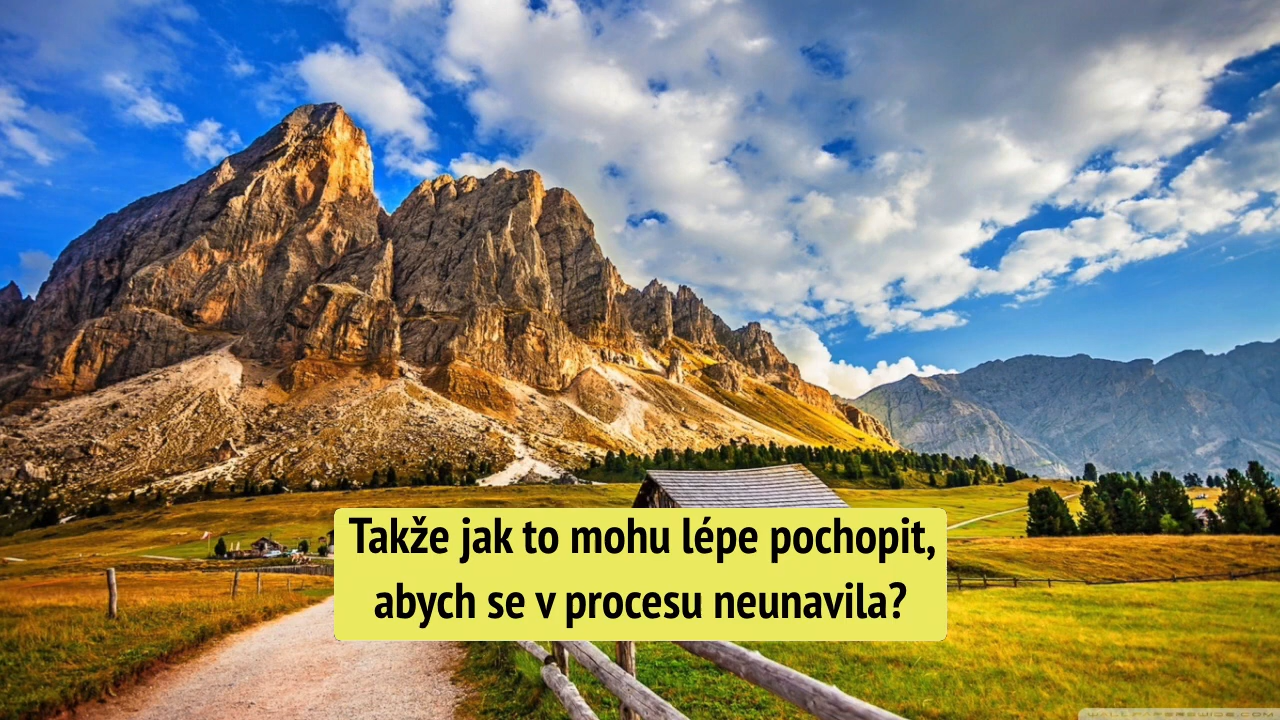 Takže jak to mohu lépe pochopit,
abych se v procesu neunavila?